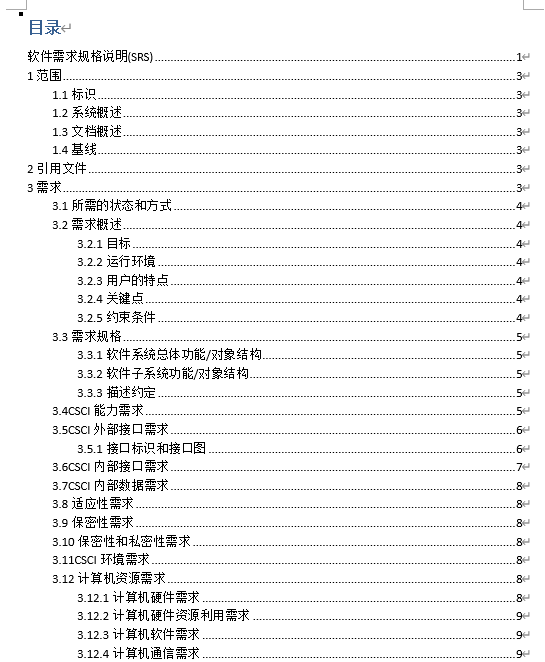 目录
软件需求规格说明(SRS)........1
1 范围........3
1.1 标识........3
1.2 系统概述........3
1.3 文档概述........3
1.4 基线........3
2 引用文件........3
3 需求........3
3.1 所需的状态和方式........4
3.2 需求概述........4
3.2.1 目标........4
3.2.2 运行环境........4
3.2.3 用户的特点........4
3.2.4 关键点........4
3.2.5 约束条件........4
3.3 需求规格........5
3.3.1 软件系统总体功能/对象结构........5
3.3.2 软件子系统功能/对象结构........5
3.3.3 描述约定........5
3.4CSCI 能力需求........5
3.5CSCI 外部接口需求........6
3.5.1 接口标识和接口图........6
3.6CSCI 内部接口需求........7
3.7CSCI 内部数据需求........8
3.8 适应性需求........8
3.9 保密性需求........8
3.10 保密性和私密性需求........8
3.11CSCI 环境需求........8
3.12 计算机资源需求........8
3.12.1 计算机硬件需求........8
3.12.2 计算机硬件资源利用需求........9
3.12.3 计算机软件需求........9
3.12.4 计算机通信需求........9